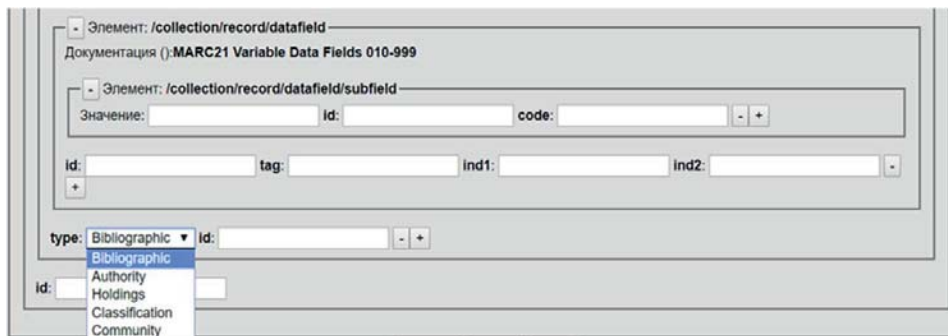 - Элемент: /collection/record/datafield
Документация ():MARC21 Variable Data Fields 010-999
- Элемент: /collection/record/datafield/subfield
Значение: id: code: - +
id: tag: ind1: ind2: -
+
type: Bibliographic ▼ id: - +
Bibliographic
Authority
id:
Holdings
Classification
Community